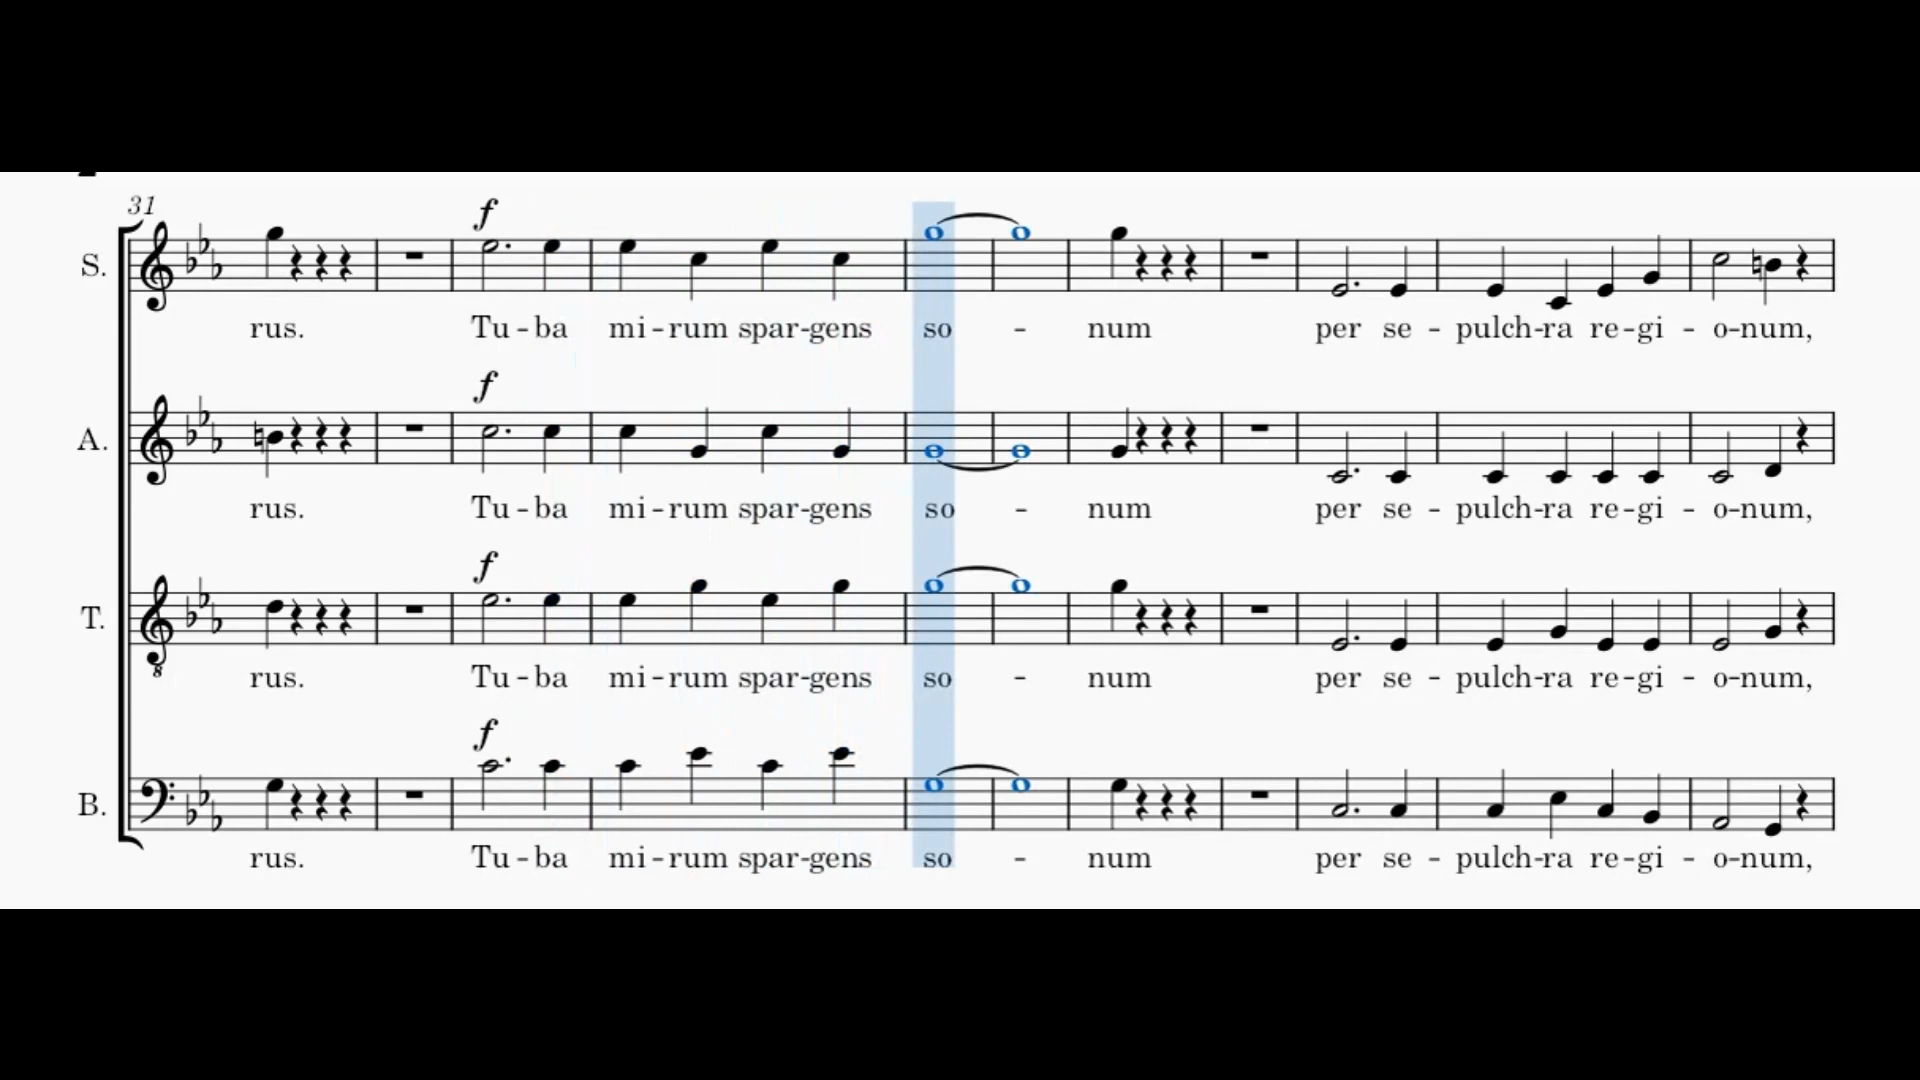 31
f
S.
rus. Tu - ba mi - rum spar - gens so - num per se - pulch - ra re - gi - o - num,
f
A.
rus. Tu - ba mi - rum spar - gens so - num per se - pulch - ra re - gi - o - num,
f
T.
8
rus. Tu - ba mi - rum spar - gens so - num per se - pulch - ra re - gi - o - num,
f
B.
rus. Tu - ba mi - rum spar - gens so - num per se - pulch - ra re - gi - o - num,